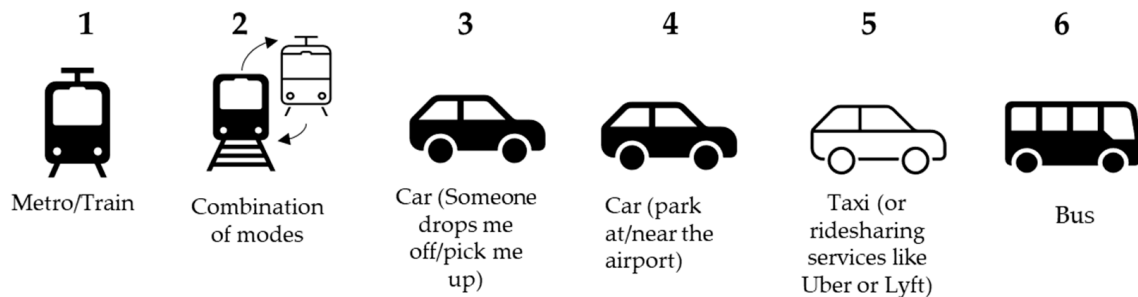 1
2
3
4
5
6
Metro/Train
Combination
of modes
Car (Someone
drops me
off/pick me
up)
Car (park
at/near the
airport)
Taxi (or
ridesharing
services like
Uber or Lyft)
Bus